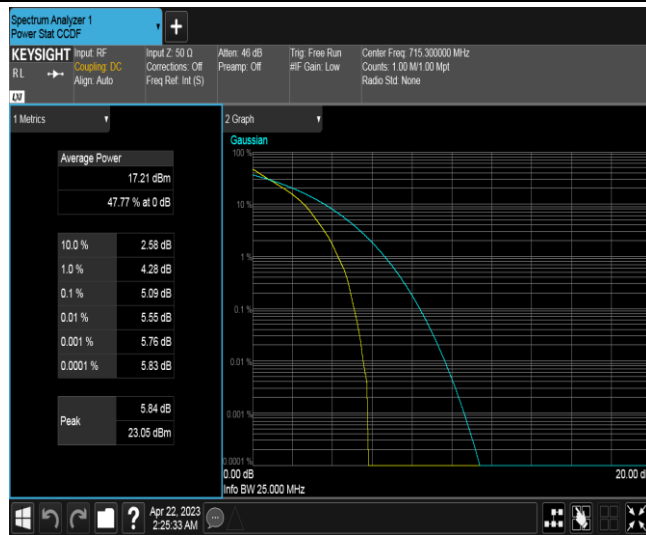 Spectrum Analyzer 1
Power Stat CCDF
KEYSIGHT
RL
Input: RF
Coupling: DC
Align: Auto
Input Z: 50 Ω
Corrections: Off
Freq Ref: Int (S)
Atten: 46 dB
Preamp: Off
Trig: Free Run
#IF Gain: Low
Center Freq: 715.300000 MHz
Counts: 1.00 M/1.00 Mpt
Radio Std: None
1 Metrics
Average Power
17.21 dBm
47.77 % at 0 dB
10.0 % 2.58 dB
1.0 % 4.28 dB
0.1 % 5.09 dB
0.01 % 5.55 dB
0.001 % 5.76 dB
0.0001 % 5.83 dB
Peak
5.84 dB
23.05 dBm
2 Graph
Gaussian
100 %
10 %
1 %
0.1 %
0.01 %
0.001 %
0.0001 %
0.00 dB
20.00 d
Info BW 25.000 MHz
?
Apr 22, 2023
2:25:33 AM